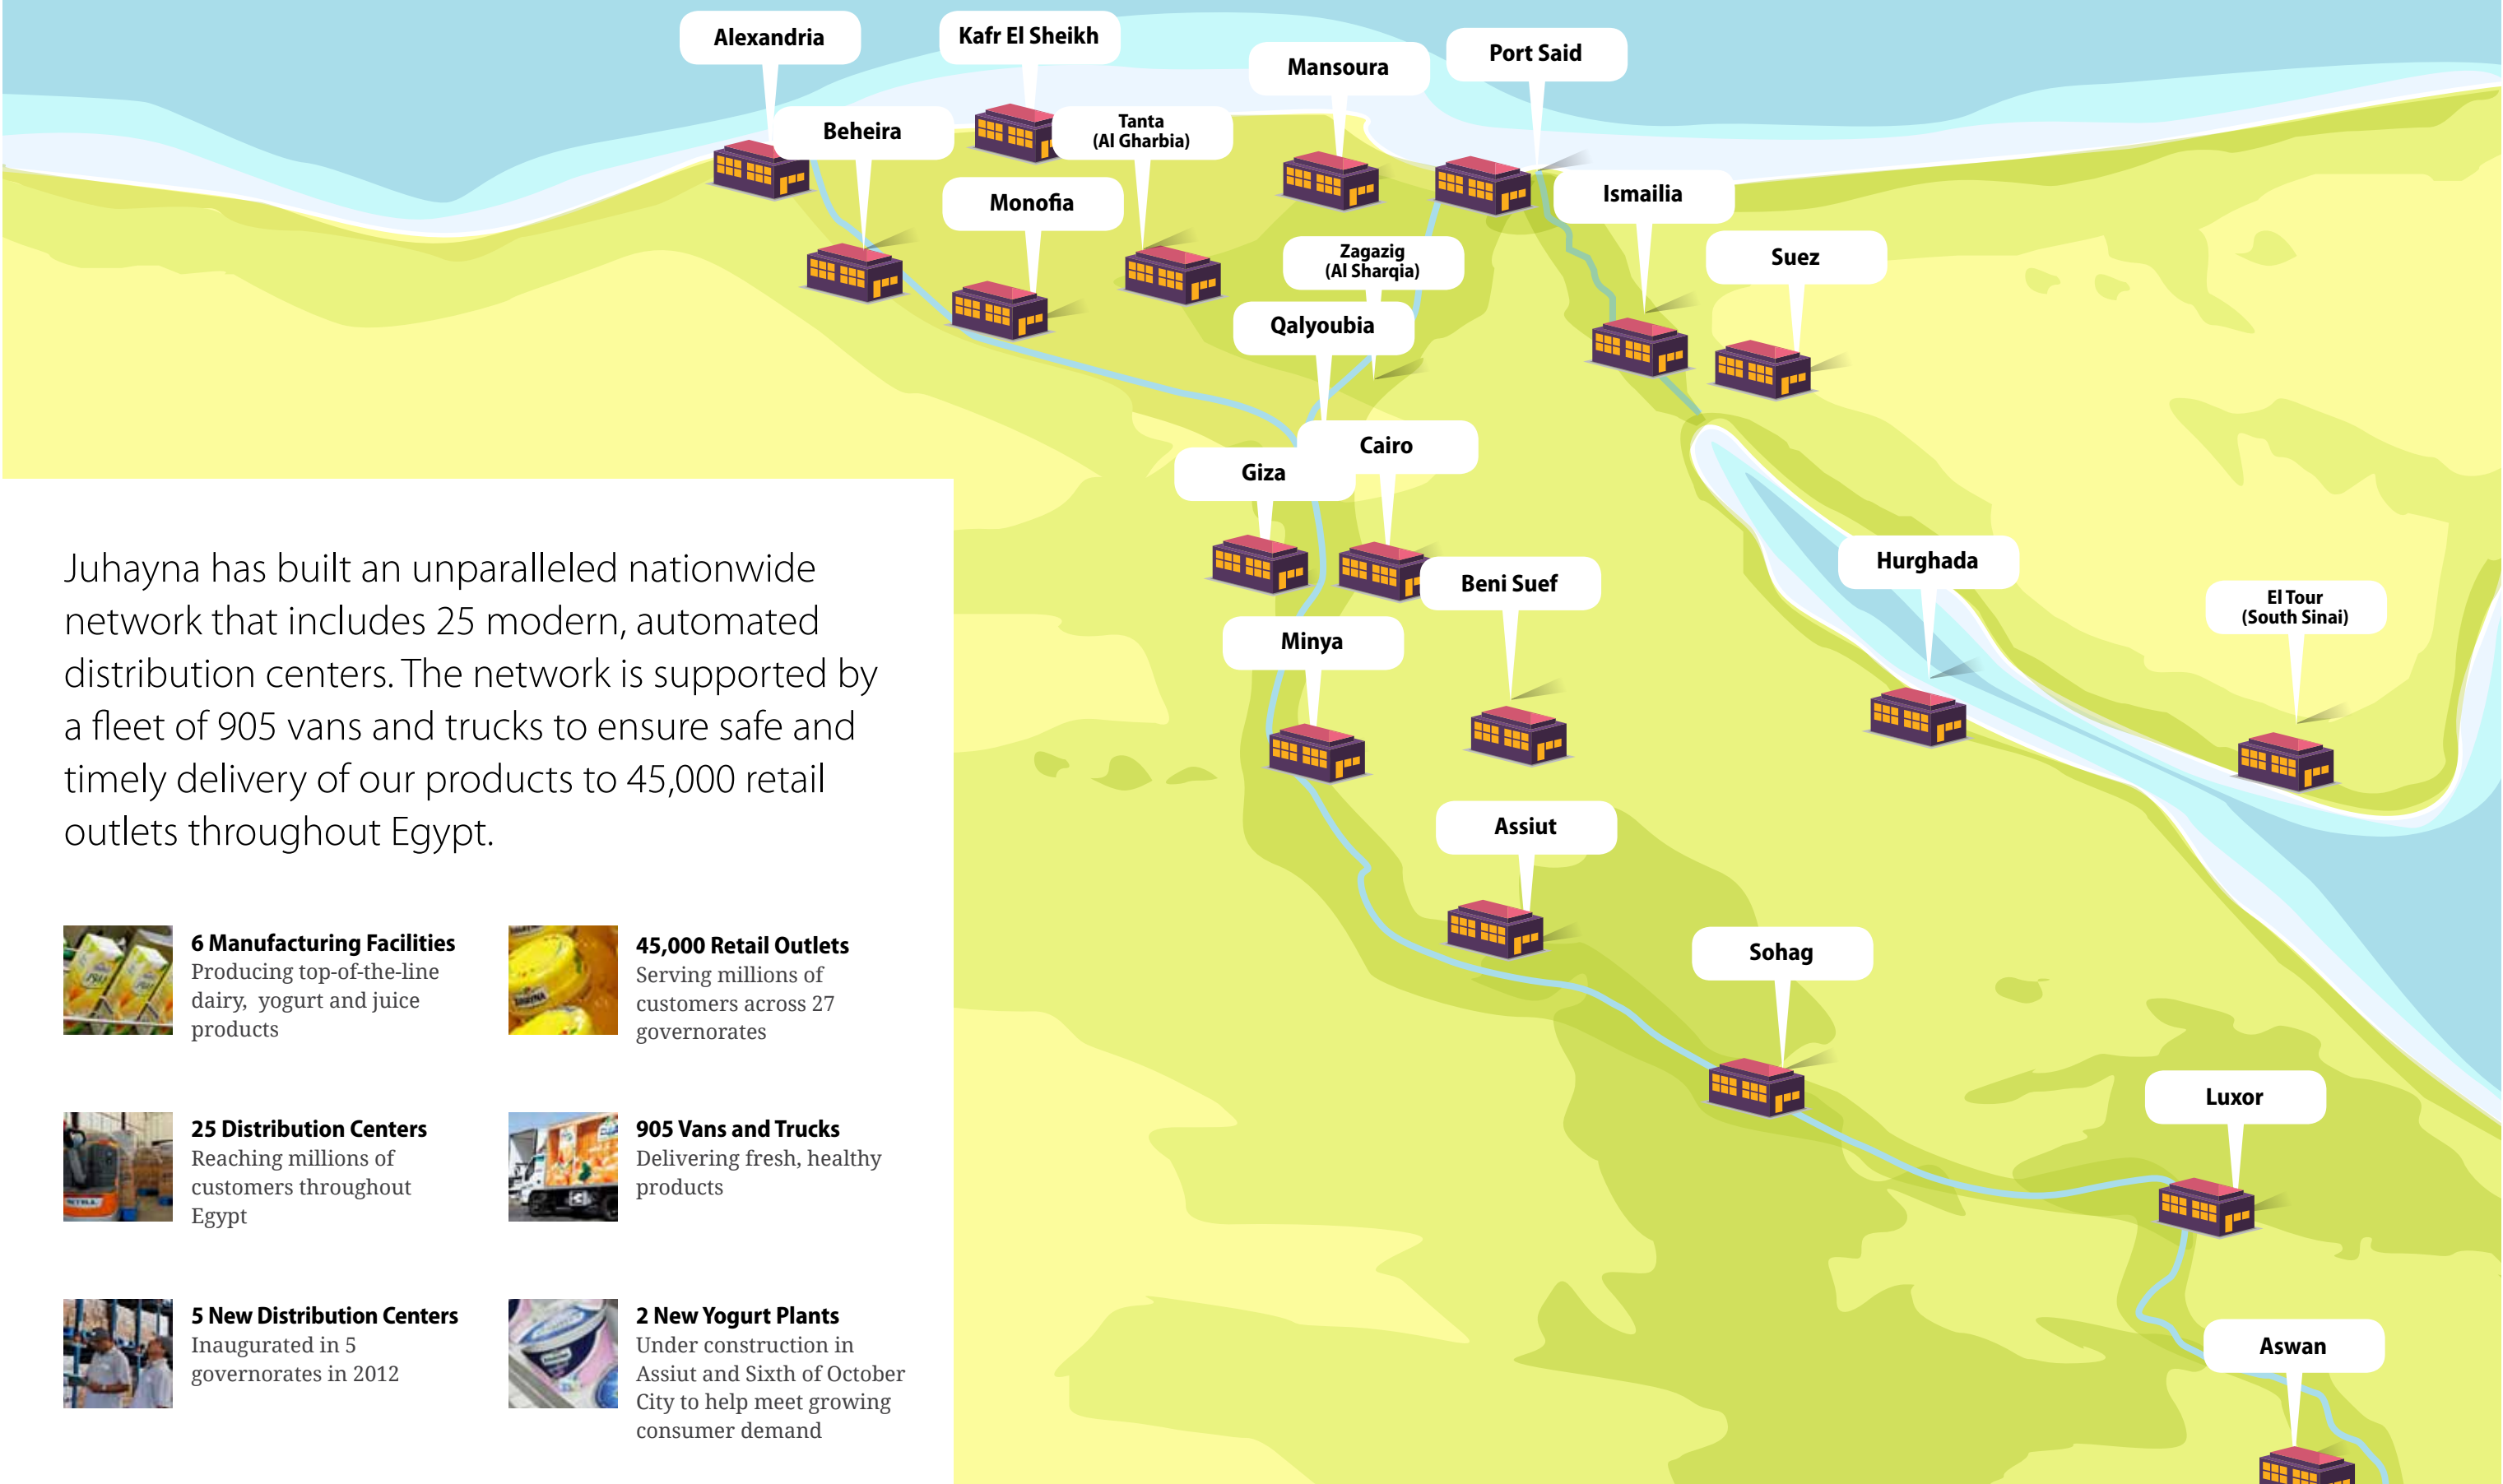 Alexandria
Kafr El Sheikh
Mansoura
Port Said
Beheira
Tanta
(Al Gharbia)
Monofia
Ismailia
Zagazig
(Al Sharqia)
Suez
Qalyoubia
Cairo
Giza
Hurghada
Beni Suef
El Tour
(South Sinai)
Minya
Assiut
Sohag
Luxor
Aswan
Juhayna has built an unparalleled nationwide
network that includes 25 modern, automated
distribution centers. The network is supported by
a fleet of 905 vans and trucks to ensure safe and
timely delivery of our products to 45,000 retail
outlets throughout Egypt.
6 Manufacturing Facilities
Producing top-of-the-line
dairy, yogurt and juice
products
45,000 Retail Outlets
Serving millions of
customers across 27
governorates
25 Distribution Centers
Reaching millions of
customers throughout
Egypt
905 Vans and Trucks
Delivering fresh, healthy
products
5 New Distribution Centers
Inaugurated in 5
governorates in 2012
2 New Yogurt Plants
Under construction in
Assiut and Sixth of October
City to help meet growing
consumer demand